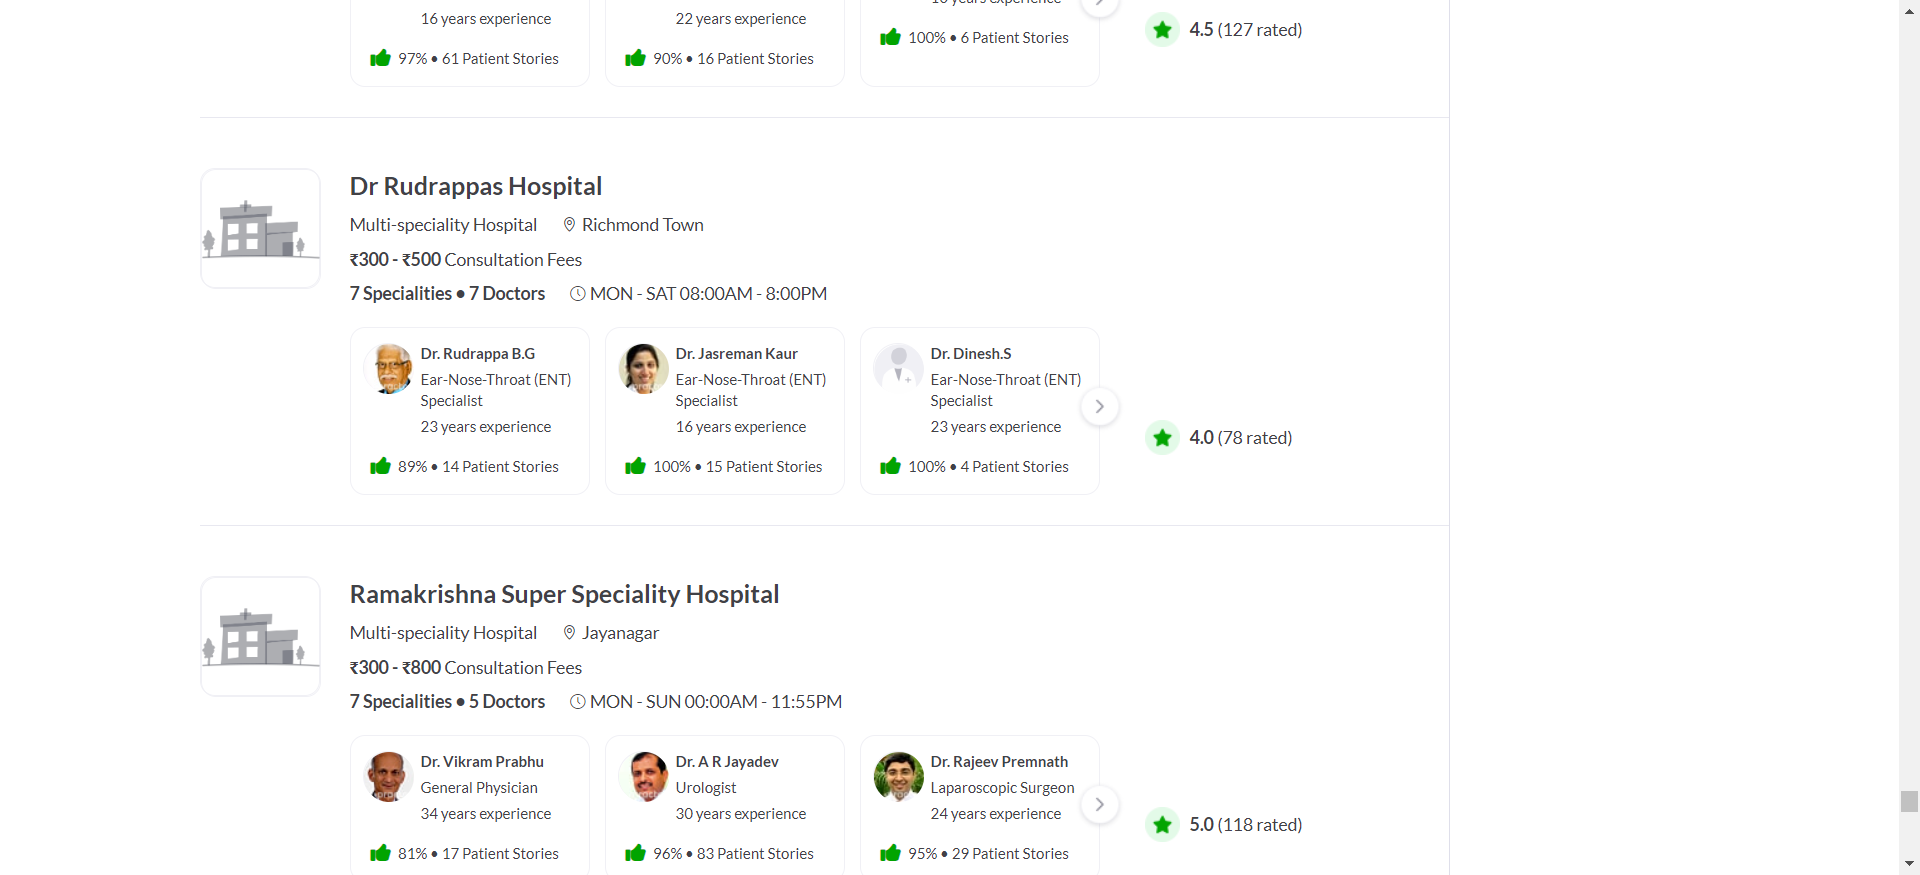 16 years experience
22 years experience
97% • 61 Patient Stories
90% • 16 Patient Stories
100% • 6 Patient Stories
4.5 (127 rated)
Dr Rudrappas Hospital
Multi-speciality Hospital Richmond Town
₹300 - ₹500 Consultation Fees
7 Specialities • 7 Doctors MON - SAT 08:00AM - 8:00PM
Dr. Rudrappa B.G
Ear-Nose-Throat (ENT)
Specialist
23 years experience
89% • 14 Patient Stories
Dr. Jasreman Kaur
Ear-Nose-Throat (ENT)
Specialist
16 years experience
100% • 15 Patient Stories
Dr. Dinesh.S
Ear-Nose-Throat (ENT)
Specialist
23 years experience
100% • 4 Patient Stories
4.0 (78 rated)
Ramakrishna Super Speciality Hospital
Multi-speciality Hospital Jayanagar
₹300 - ₹800 Consultation Fees
7 Specialities • 5 Doctors MON - SUN 00:00AM - 11:55PM
Dr. Vikram Prabhu
General Physician
34 years experience
81% • 17 Patient Stories
Dr. A R Jayadev
Urologist
30 years experience
96% • 83 Patient Stories
Dr. Rajeev Premnath
Laparoscopic Surgeon
24 years experience
95% • 29 Patient Stories
5.0 (118 rated)